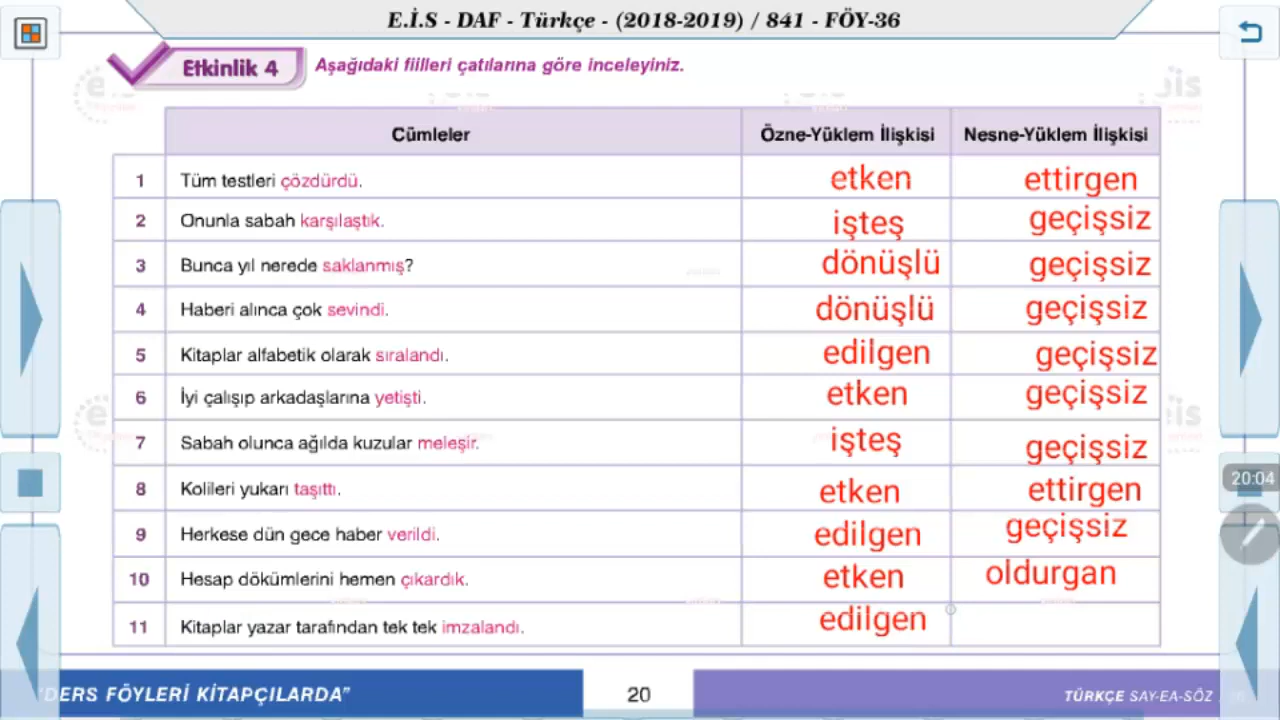 E.İ.S - DAF - Türkçe - (2018-2019) / 841 - FÖY-36
Etkinlik 4 Aşağıdaki fiilleri çatılarına göre inceleyiniz.
Cümleler Özne-Yüklem İlişkisi Nesne-Yüklem İlişkisi
1 Tüm testleri çözdürdü. etken ettirgen
2 Onunla sabah karşılaştık. işteş geçişsiz
3 Bunca yıl nerede saklanmış? dönüşlü geçişsiz
4 Haberi alınca çok sevindi. dönüşlü geçişsiz
5 Kitaplar alfabetik olarak sıralandı. edilgen geçişsiz
6 İyi çalışıp arkadaşlarına yetişti. etken geçişsiz
7 Sabah olunca ağılda kuzular meleşir. işteş geçişsiz
8 Kolileri yukarı taşıttı. etken ettirgen
20:04
9 Herkese dün gece haber verildi. edilgen geçişsiz
10 Hesap dökümlerini hemen çıkardık. etken oldurgan
11 Kitaplar yazar tarafından tek tek imzalandı. edilgen
"DERS FÖYLERİ KİTAPÇILARDA" 20 TÜRKÇE SAY-EA-SÖZ